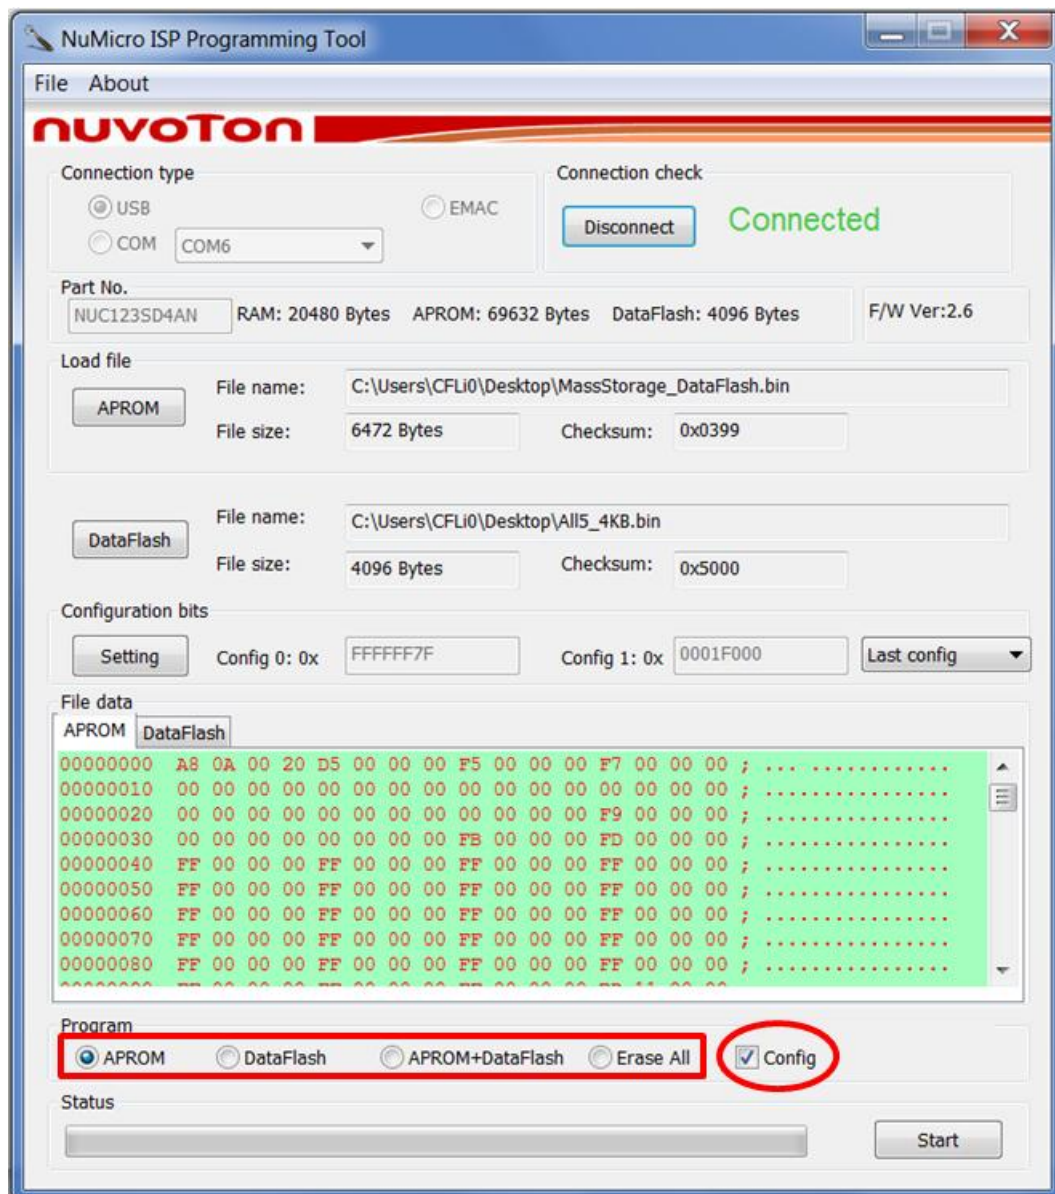 NuMicro ISP Programming Tool
File About
nuvoTon
Connection type
Connection check
USB
EMAC
COM COM6
Disconnect
Connected
Part No.
NUC123SD4AN RAM: 20480 Bytes APROM: 69632 Bytes DataFlash: 4096 Bytes F/W Ver:2.6
Load file
APROM
File name: C:\Users\CFLi0\Desktop\MassStorage_DataFlash.bin
File size: 6472 Bytes Checksum: 0x0399
DataFlash
File name: C:\Users\CFLi0\Desktop\All5_4KB.bin
File size: 4096 Bytes Checksum: 0x5000
Configuration bits
Setting Config 0: 0x FFFFFF7F Config 1: 0x 0001F000 Last config
File data
APROM DataFlash
00000000 A8 0A 00 20 D5 00 00 00 F5 00 00 00 F7 00 00 00 ; ... ............
00000010 00 00 00 00 00 00 00 00 00 00 00 00 00 00 00 00 ; ................
00000020 00 00 00 00 00 00 00 00 00 00 00 00 F9 00 00 00 ; ................
00000030 00 00 00 00 00 00 00 00 FB 00 00 00 FD 00 00 00 ; ................
00000040 FF 00 00 00 FF 00 00 00 FF 00 00 00 FF 00 00 00 ; ................
00000050 FF 00 00 00 FF 00 00 00 FF 00 00 00 FF 00 00 00 ; ................
00000060 FF 00 00 00 FF 00 00 00 FF 00 00 00 FF 00 00 00 ; ................
00000070 FF 00 00 00 FF 00 00 00 FF 00 00 00 FF 00 00 00 ; ................
00000080 FF 00 00 00 FF 00 00 00 FF 00 00 00 FF 00 00 00 ; ................
Program
APROM DataFlash APROM+DataFlash Erase All Config
Status
Start